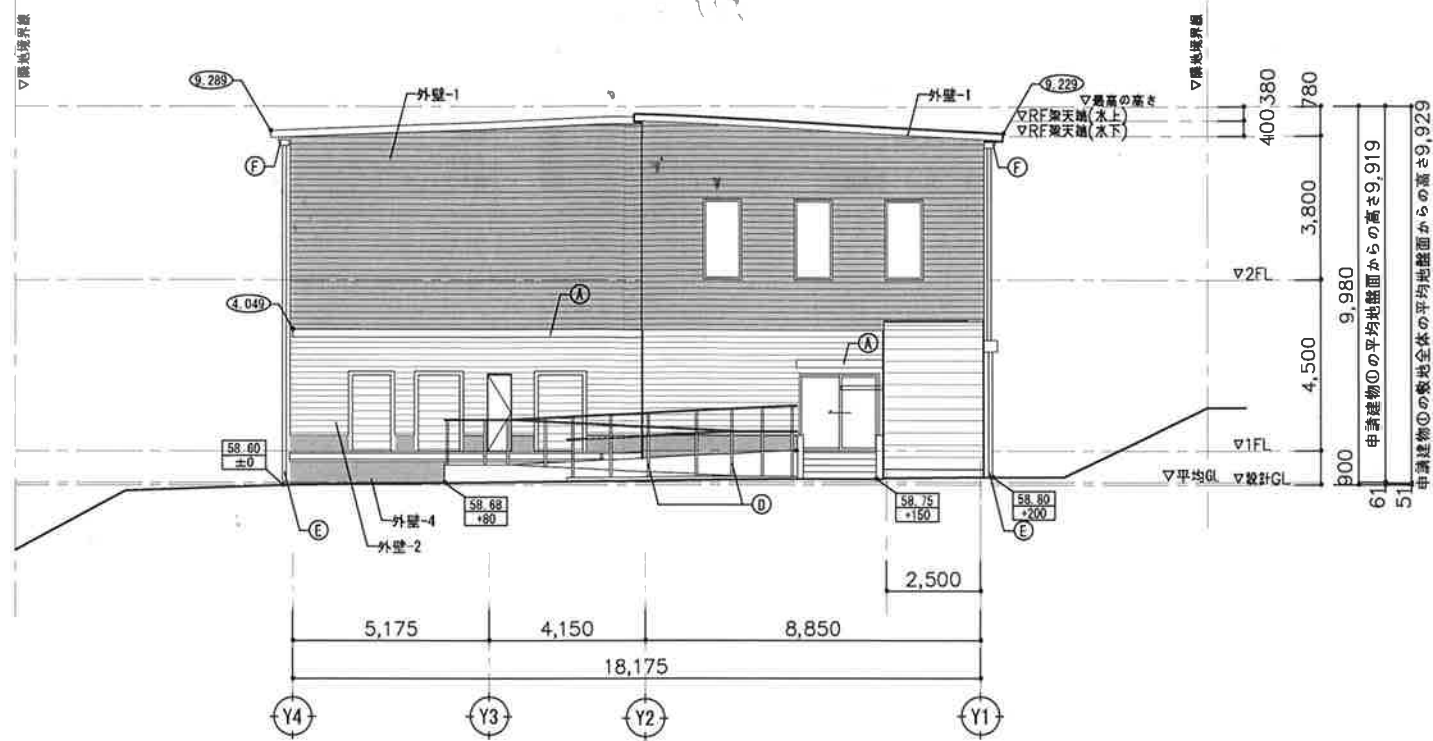 ▽隣地境界線
▽隣地境界線
9.289
外壁-1
外壁-1
9.229
▽最高の高さ
▽RF梁天端(水上)
▽RF梁天端(水下)
F
F
400
380
780
3,800
▽2FL
4.049
A
A
4,500
9,980
申請建物①の平均地盤面からの高さ9,919
申請建物①の敷地全体の平均地盤面からの高さ9,929
58.60
±0
▽1FL
▽平均GL
▽設計GL
900
61
51
58.68
+80
58.75
+150
58.80
+200
D
E
E
外壁-4
外壁-2
2,500
5,175
4,150
8,850
18,175
Y4
Y3
Y2
Y1